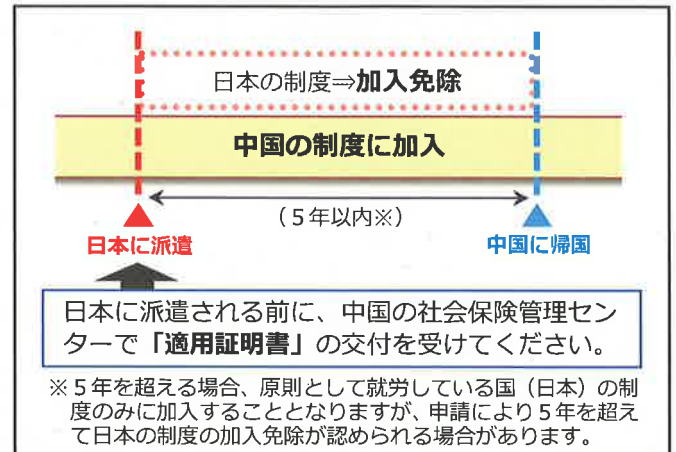 日本の制度⇒加入免除
中国の制度に加入
（５年以内※）
日本に派遣
中国に帰国
日本に派遣される前に、中国の社会保険管理セン
ターで「適用証明書」の交付を受けてください。
※５年を超える場合、原則として就労している国（日本）の制
度のみに加入することとなりますが、申請により５年を超え
て日本の制度の加入免除が認められる場合があります。